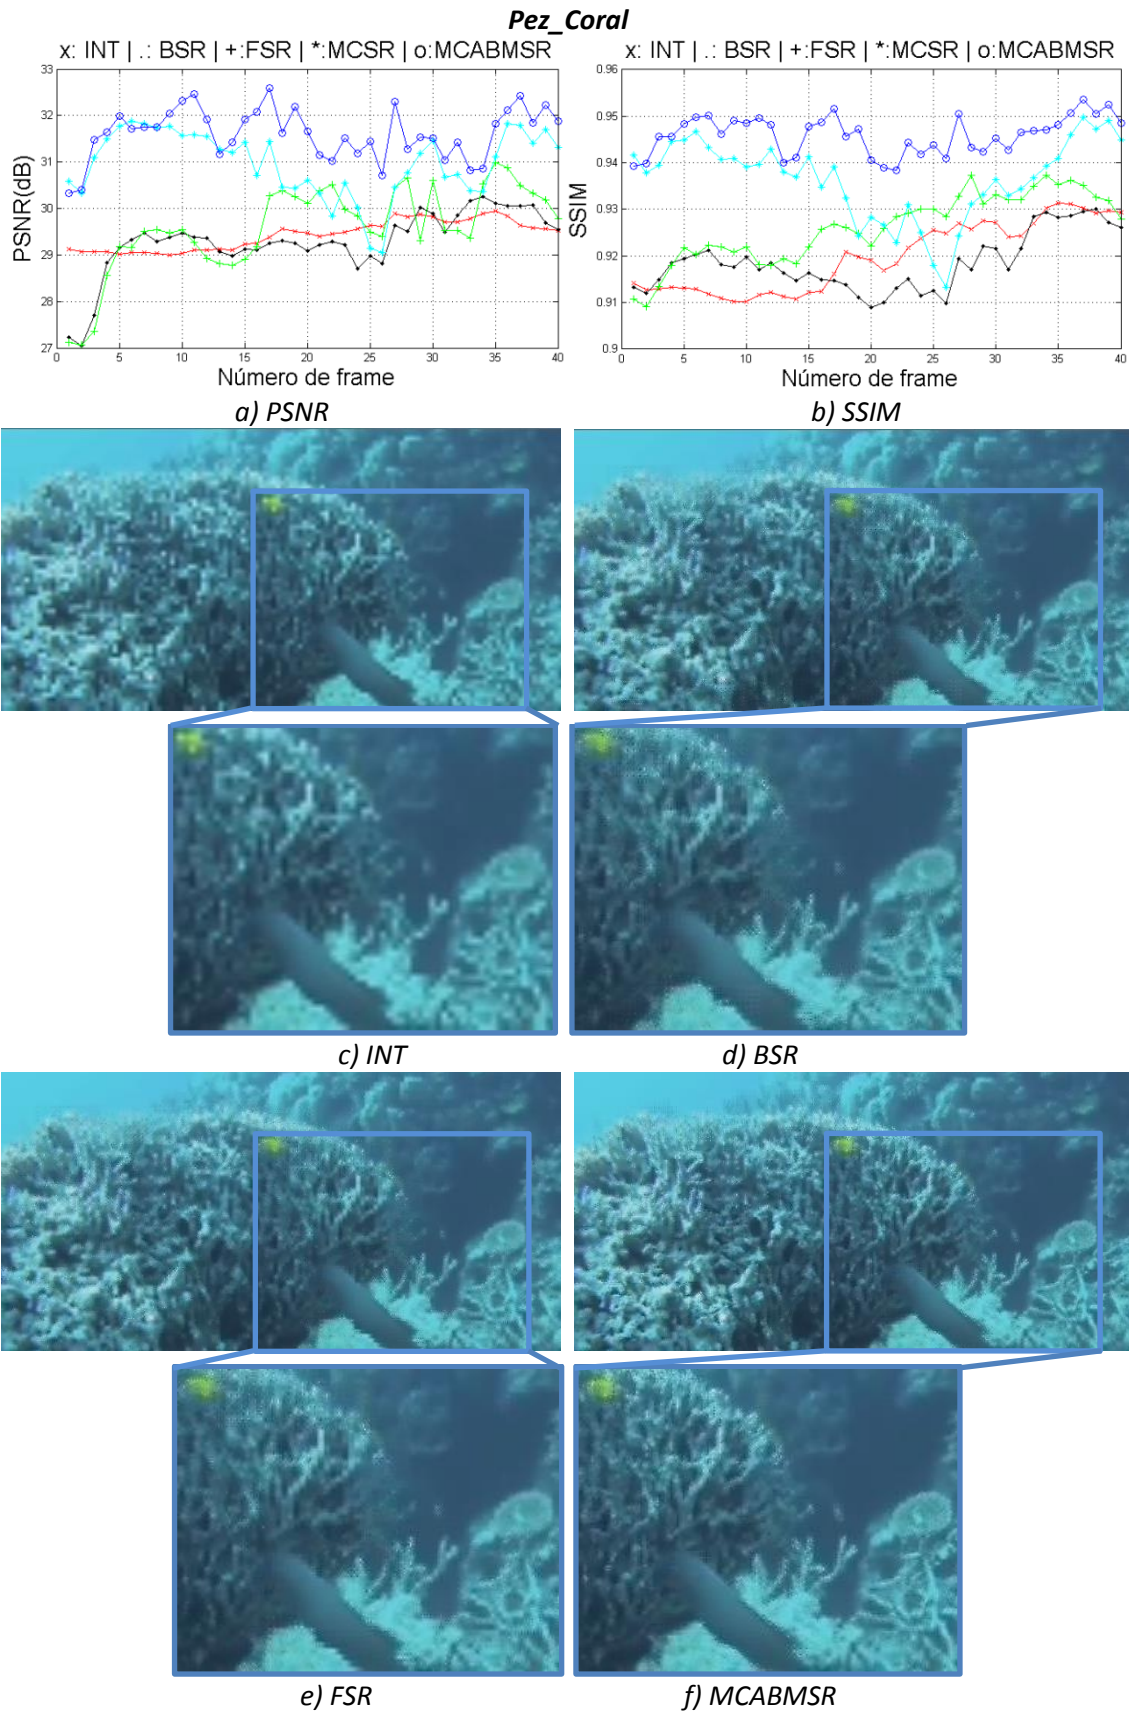 Pez_Coral
x: INT | .: BSR | +:FSR | *:MCSR | o:MCABMSR
x: INT | .: BSR | +:FSR | *:MCSR | o:MCABMSR
33
32
31
30
29
28
27
PSNR(dB)
0 5 10 15 20 25 30 35 40
Número de frame
0.96
0.95
0.94
0.93
0.92
0.91
0.9
SSIM
0 5 10 15 20 25 30 35 40
Número de frame
a) PSNR
b) SSIM
c) INT
d) BSR
e) FSR
f) MCABMSR